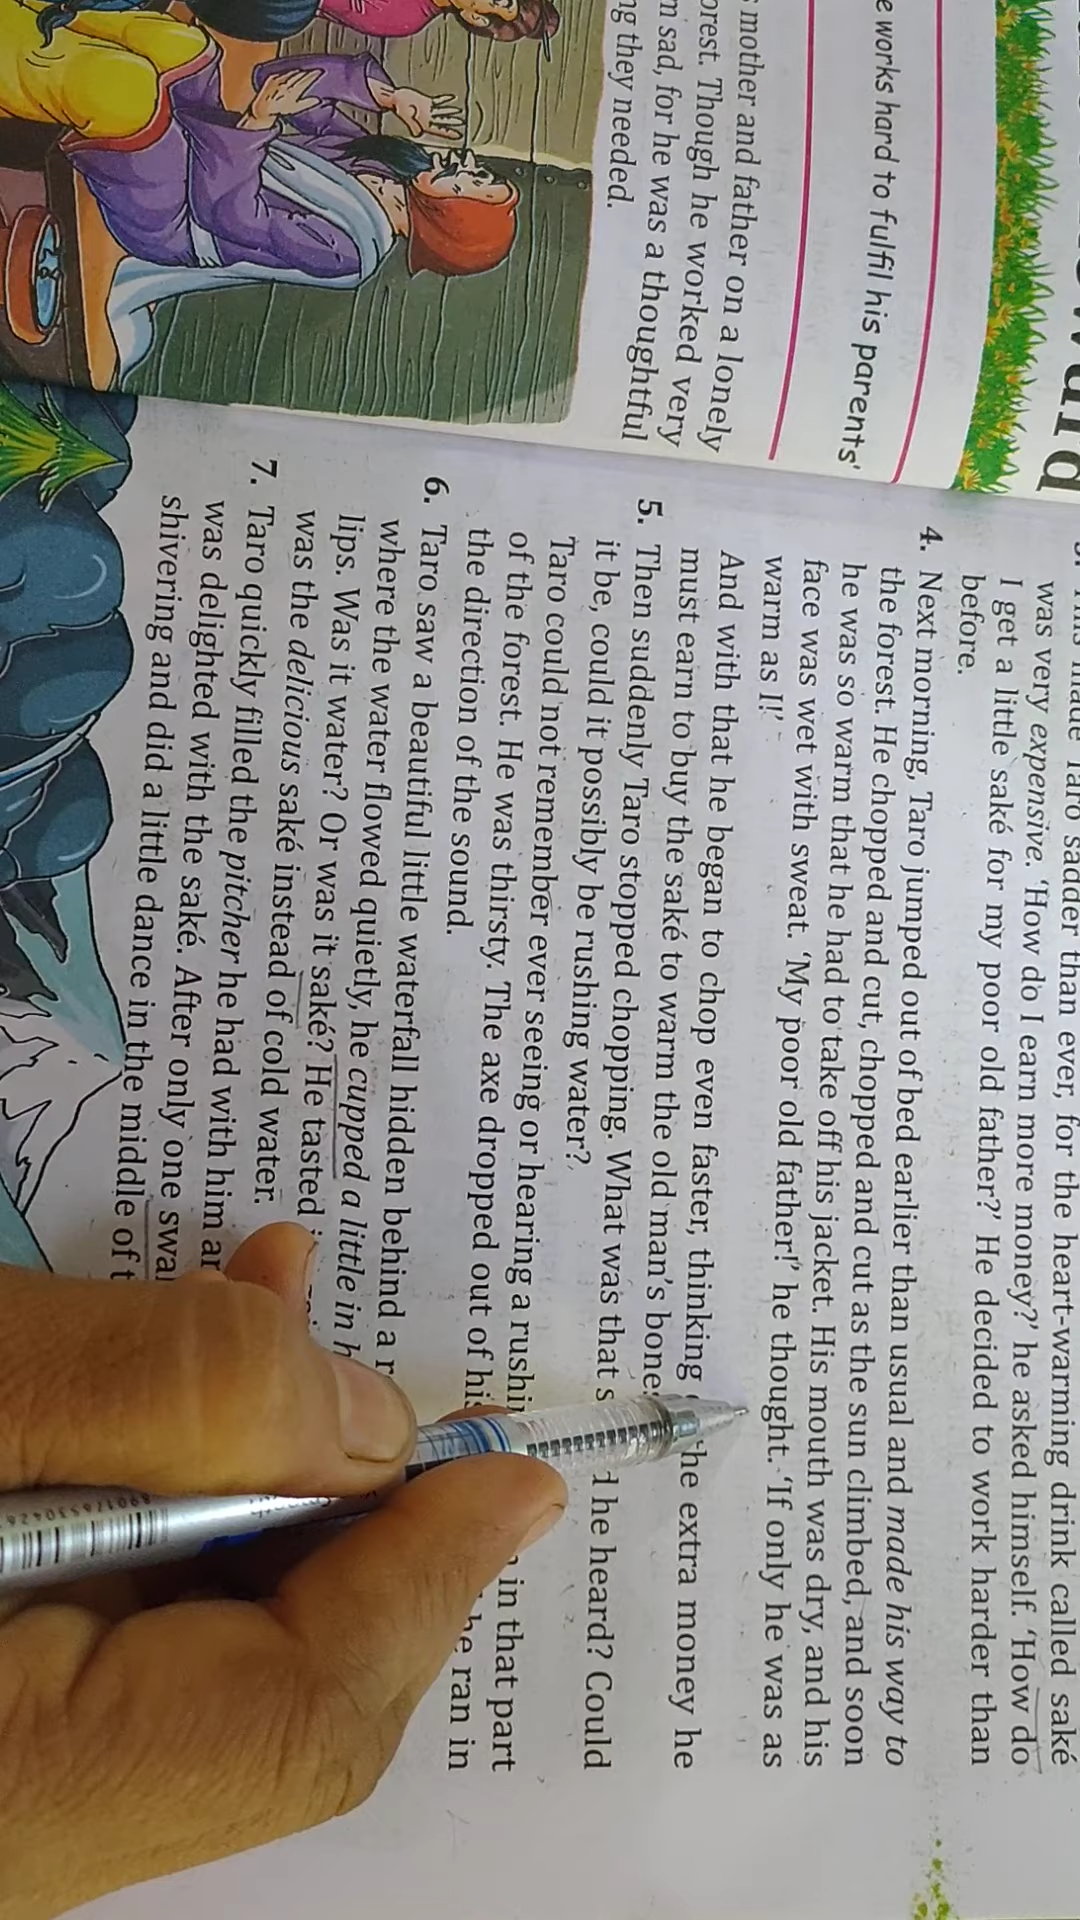 ward
e works hard to fulfil his parents'
mother and father on a lonely
orest. Though he worked very
n sad, for he was a thoughtful
ng they needed.
made Taro sadder than ever, for the heart-warming drink called saké
was very expensive. 'How do I earn more money?' he asked himself. 'How do
I get a little saké for my poor old father?' He decided to work harder than
before.
4. Next morning, Taro jumped out of bed earlier than usual and made his way to
the forest. He chopped and cut, chopped and cut as the sun climbed, and soon
he was so warm that he had to take off his jacket. His mouth was dry, and his
face was wet with sweat. 'My poor old father!' he thought. 'If only he was as
warm as I!'
And with that he began to chop even faster, thinking the extra money he
must earn to buy the saké to warm the old man's bone
5. Then suddenly Taro stopped chopping. What was that s d he heard? Could
it be, could it possibly be rushing water?
Taro could not remember ever seeing or hearing a rushi in that part
of the forest. He was thirsty. The axe dropped out of his he ran in
the direction of the sound.
6. Taro saw a beautiful little waterfall hidden behind a r
where the water flowed quietly, he cupped a little in h
lips. Was it water? Or was it saké? He tasted
was the delicious saké instead of cold water.
7. Taro quickly filled the pitcher he had with him an
was delighted with the saké. After only one swa
shivering and did a little dance in the middle of t